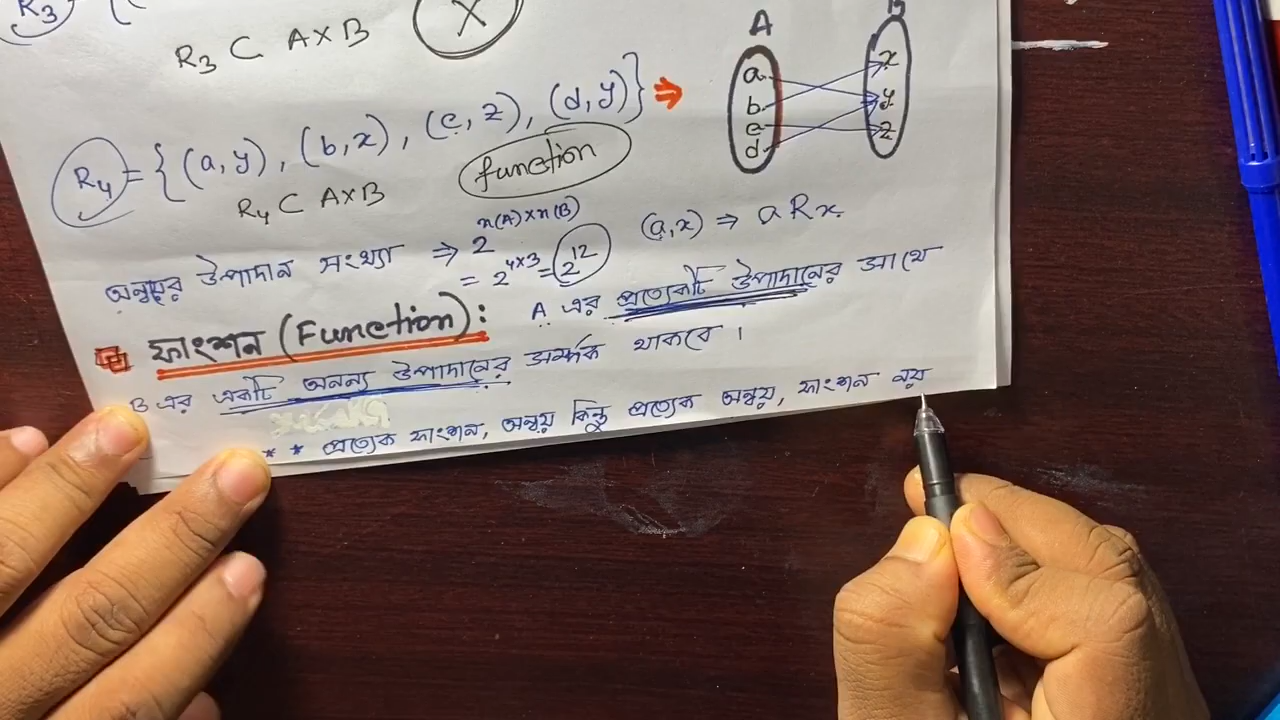 R₃ (
R₃ ⊂ A×B X
A B
R₄ = {(a, y), (b, x), (c, z), (d, y)} ⇒
a b c d
x y z
R₄ ⊂ A×B function
অন্বয়ের উপাদান সংখ্যা ⇒ 2^n(A)×n(B) (a,x) ⇒ a R x.
= 2^4×3 = 2^12
ফাংশন (Function): A এর প্রত্যেকটি উপাদানের সাথে
B এর একটি অনন্য উপাদানের সম্পর্ক থাকবে ।
* * প্রত্যেক ফাংশন, অন্বয় কিন্তু প্রত্যেক অন্বয়, ফাংশন নয়